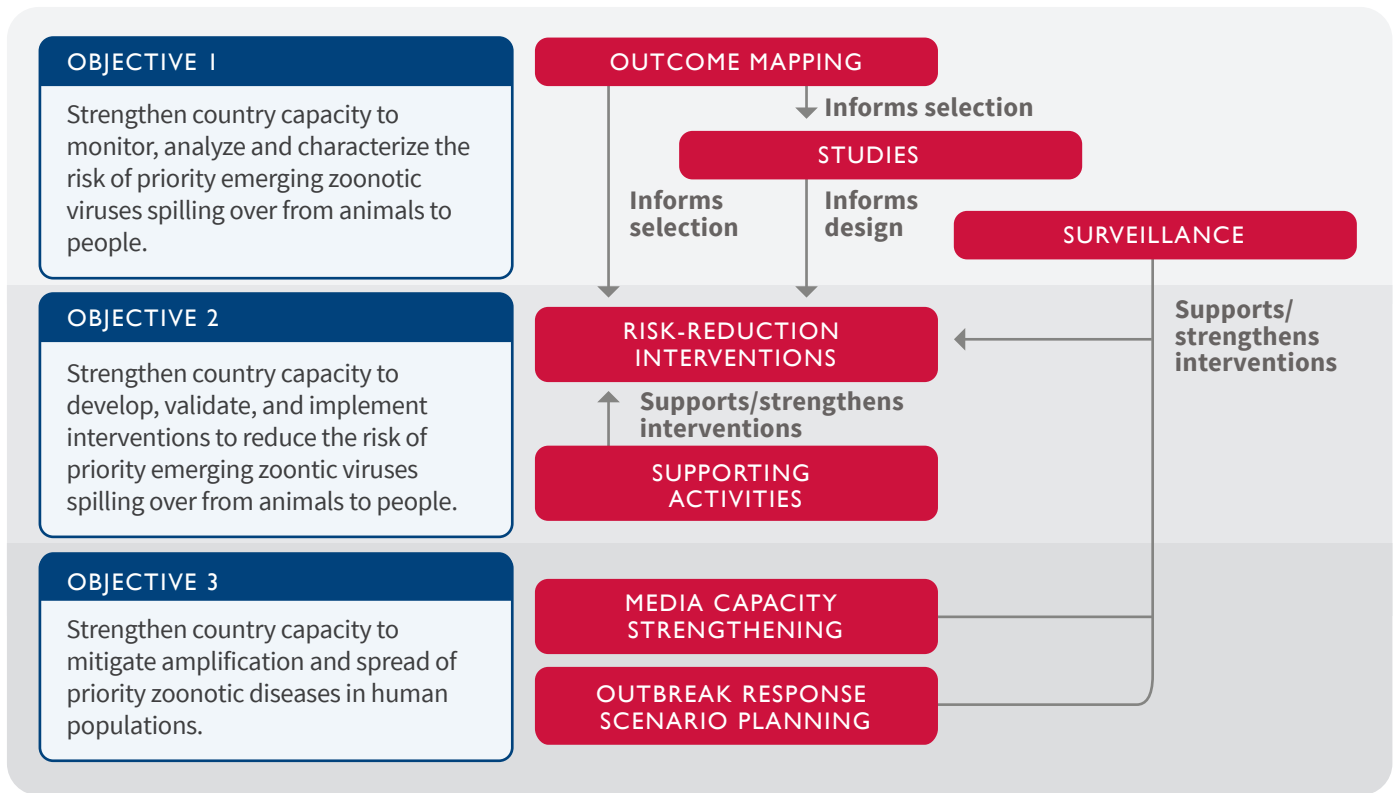 OBJECTIVE 1
Strengthen country capacity to
monitor, analyze and characterize the
risk of priority emerging zoonotic
viruses spilling over from animals to
people.
OUTCOME MAPPING
Informs selection
STUDIES
Informs
selection
Informs
design
SURVEILLANCE
OBJECTIVE 2
Strengthen country capacity to
develop, validate, and implement
interventions to reduce the risk of
priority emerging zoontic viruses
spilling over from animals to people.
RISK-REDUCTION
INTERVENTIONS
Supports/
strengthens
interventions
Supports/strengthens
interventions
SUPPORTING
ACTIVITIES
OBJECTIVE 3
Strengthen country capacity to
mitigate amplification and spread of
priority zoonotic diseases in human
populations.
MEDIA CAPACITY
STRENGTHENING
OUTBREAK RESPONSE
SCENARIO PLANNING